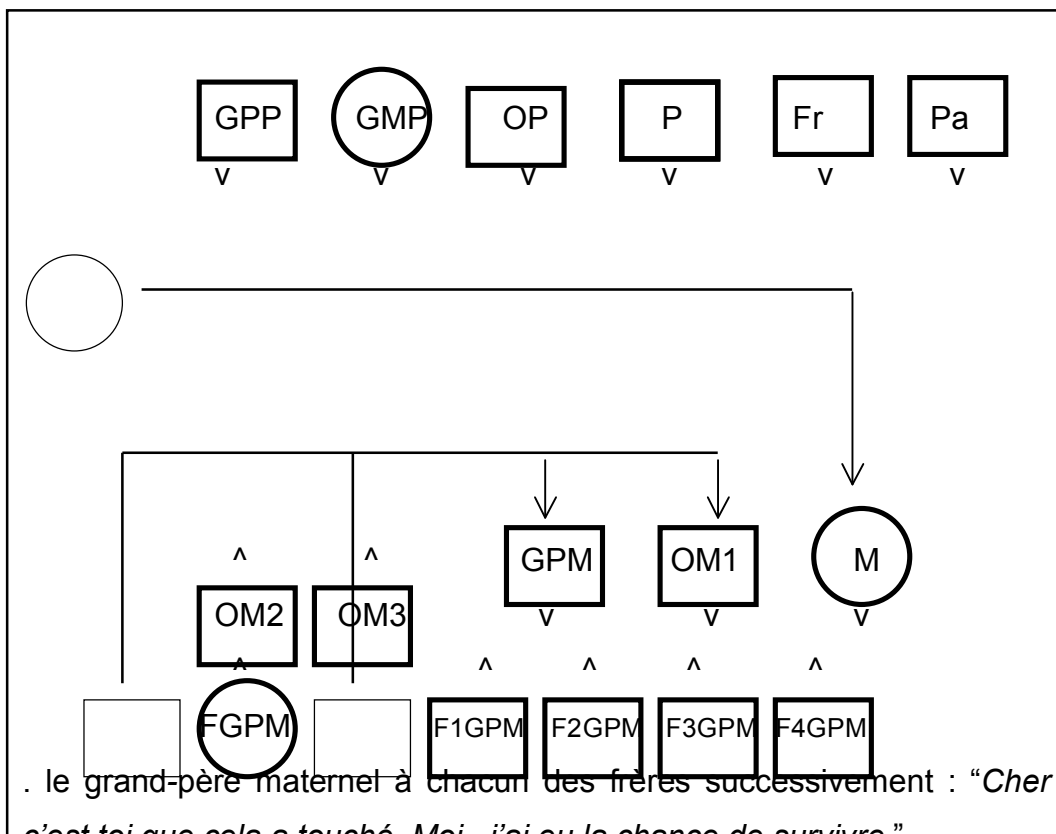 GPP GMP OP P Fr Pa
v v v v v v
^ ^ GPM OM1 M
OM2 OM3 v v v
^ ^ ^ ^ ^
FGPM F1GPM F2GPM F3GPM F4GPM
. le grand-père maternel à chacun des frères successivement : “Cher
c’est toi que cela a touché. Moi, j’ai eu la chance de survivre.”